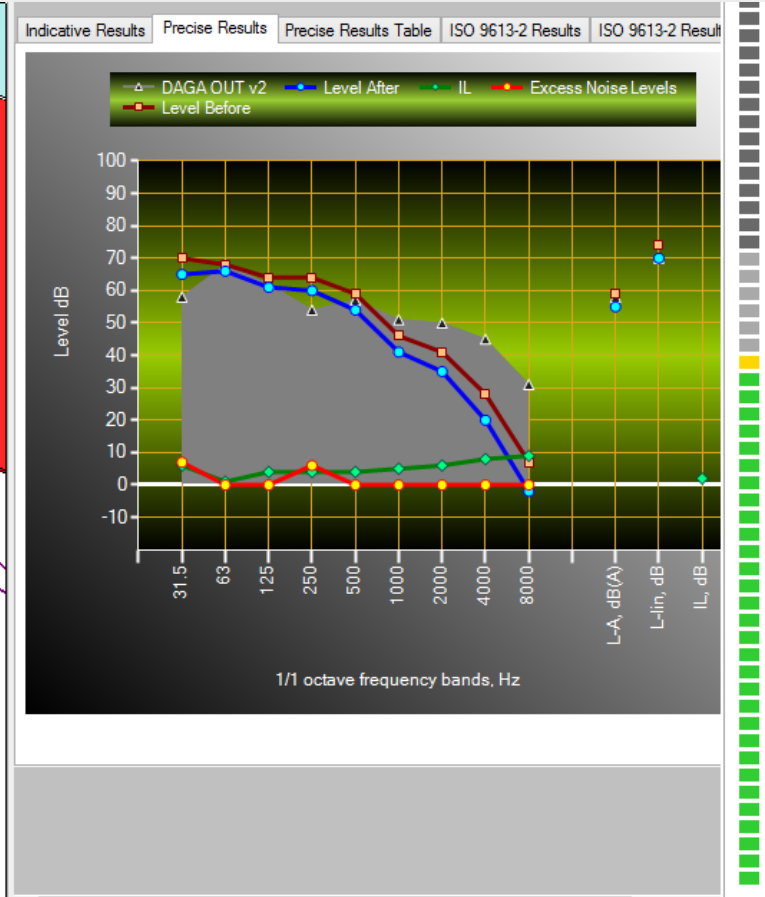 Indicative Results Precise Results Precise Results Table ISO 9613-2 Results ISO 9613-2 Result
DAGA OUT v2 Level After IL Excess Noise Levels
Level Before
100
90
80
70
60
50
40
30
20
10
0
-10
Level dB
31.5 63 125 250 500 1000 2000 4000 8000 L-A, dB(A) L-lin, dB IL, dB
1/1 octave frequency bands, Hz